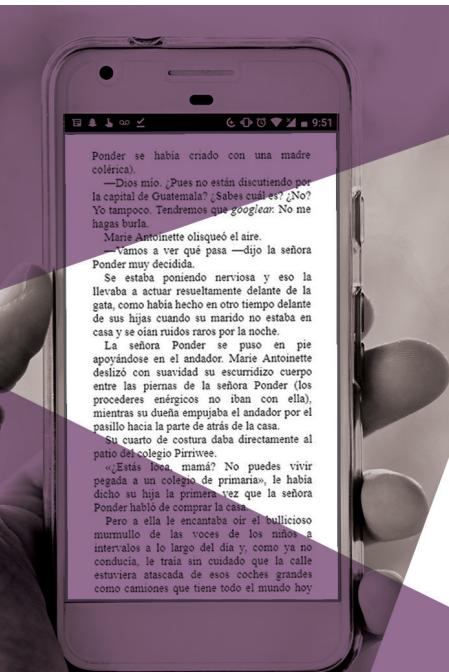 9:51
Ponder se había criado con una madre
colérica).
—Dios mío. ¿Pues no están discutiendo por
la capital de Guatemala? ¿Sabes cuál es? ¿No?
Yo tampoco. Tendremos que googlear. No me
hagas burla.
Marie Antoinette olisqueó el aire.
—Vamos a ver qué pasa —dijo la señora
Ponder muy decidida.
Se estaba poniendo nerviosa y eso la
llevaba a actuar resueltamente delante de la
gata, como había hecho en otro tiempo delante
de sus hijas cuando su marido no estaba en
casa y se oían ruidos raros por la noche.
La señora Ponder se puso en pie
apoyándose en el andador. Marie Antoinette
deslizó con suavidad su escurridizo cuerpo
entre las piernas de la señora Ponder (los
procederes enérgicos no iban con ella),
mientras su dueña empujaba el andador por el
pasillo hacia la parte de atrás de la casa.
Su cuarto de costura daba directamente al
patio del colegio Pirriwee.
«¿Estás loca, mamá? No puedes vivir
pegada a un colegio de primaria», le había
dicho su hija la primera vez que la señora
Ponder habló de comprar la casa.
Pero a ella le encantaba oír el bullicioso
murmullo de las voces de los niños a
intervalos a lo largo del día y, como ya no
conducía, le traía sin cuidado que la calle
estuviera atascada de esos coches grandes
como camiones que tiene todo el mundo hoy